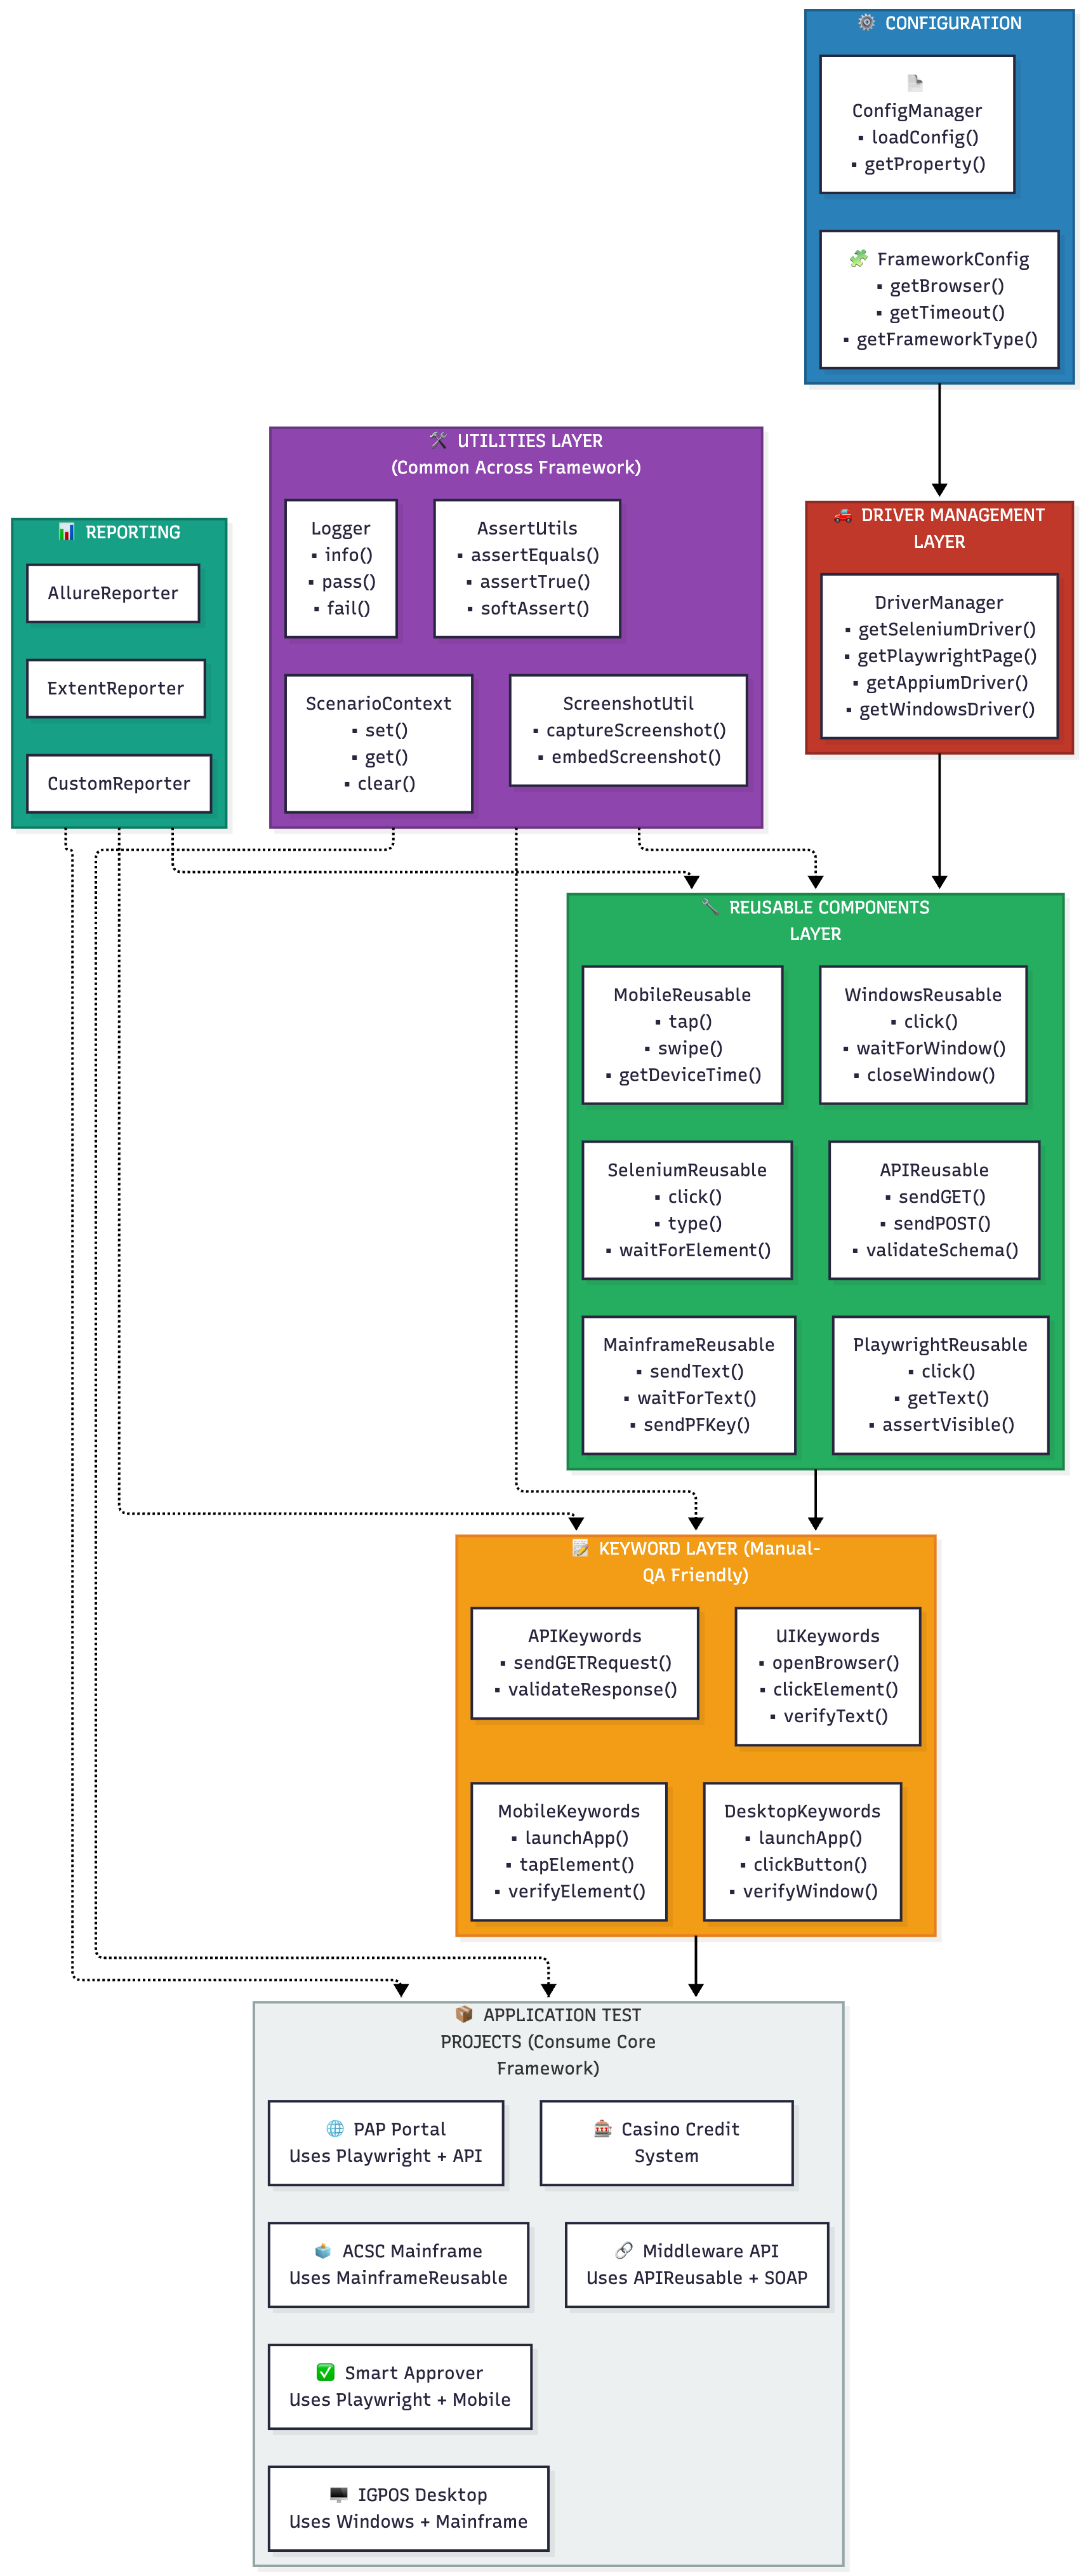 CONFIGURATION
ConfigManager
▪ loadConfig()
▪ getProperty()
FrameworkConfig
▪ getBrowser()
▪ getTimeout()
▪ getFrameworkType()
UTILITIES LAYER
(Common Across Framework)
Logger
▪ info()
▪ pass()
▪ fail()
AssertUtils
▪ assertEquals()
▪ assertTrue()
▪ softAssert()
ScenarioContext
▪ set()
▪ get()
▪ clear()
ScreenshotUtil
▪ captureScreenshot()
▪ embedScreenshot()
REPORTING
AllureReporter
ExtentReporter
CustomReporter
DRIVER MANAGEMENT
LAYER
DriverManager
▪ getSeleniumDriver()
▪ getPlaywrightPage()
▪ getAppiumDriver()
▪ getWindowsDriver()
REUSABLE COMPONENTS
LAYER
MobileReusable
▪ tap()
▪ swipe()
▪ getDeviceTime()
WindowsReusable
▪ click()
▪ waitForWindow()
▪ closeWindow()
SeleniumReusable
▪ click()
▪ type()
▪ waitForElement()
APIReusable
▪ sendGET()
▪ sendPOST()
▪ validateSchema()
MainframeReusable
▪ sendText()
▪ waitForText()
▪ sendPFKey()
PlaywrightReusable
▪ click()
▪ getText()
▪ assertVisible()
KEYWORD LAYER (Manual-
QA Friendly)
APIKeywords
▪ sendGETRequest()
▪ validateResponse()
UIKeywords
▪ openBrowser()
▪ clickElement()
▪ verifyText()
MobileKeywords
▪ launchApp()
▪ tapElement()
▪ verifyElement()
DesktopKeywords
▪ launchApp()
▪ clickButton()
▪ verifyWindow()
APPLICATION TEST
PROJECTS (Consume Core
Framework)
PAP Portal
Uses Playwright + API
Casino Credit
System
ACSC Mainframe
Uses MainframeReusable
Middleware API
Uses APIReusable + SOAP
Smart Approver
Uses Playwright + Mobile
IGPOS Desktop
Uses Windows + Mainframe